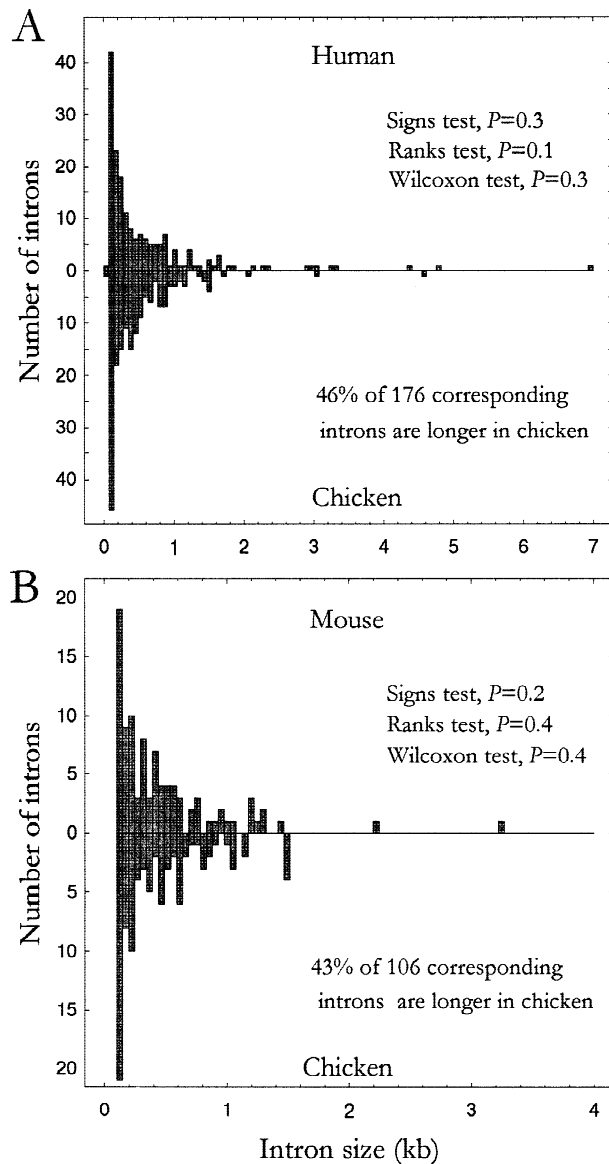 A
Human
40
30
20
10
0
10
20
30
40
Number of introns
Signs test, P=0.3
Ranks test, P=0.1
Wilcoxon test, P=0.3
46% of 176 corresponding
introns are longer in chicken
Chicken
0 1 2 3 4 5 6 7
B
Mouse
20
15
10
5
0
5
10
15
20
Number of introns
Signs test, P=0.2
Ranks test, P=0.4
Wilcoxon test, P=0.4
43% of 106 corresponding
introns are longer in chicken
Chicken
0 1 2 3 4
Intron size (kb)